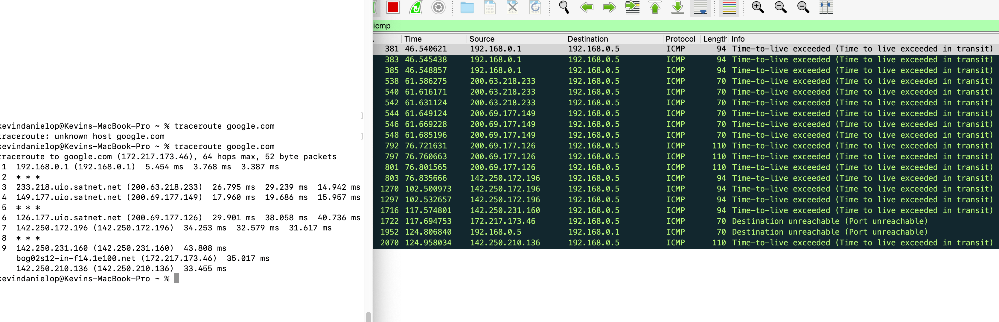 kevindanielop@Kevins-MacBook-Pro ~ % traceroute google.com
traceroute: unknown host google.com
kevindanielop@Kevins-MacBook-Pro ~ % traceroute google.com
traceroute to google.com (172.217.173.46), 64 hops max, 52 byte packets
1 192.168.0.1 (192.168.0.1) 5.454 ms 3.768 ms 3.387 ms
2 * * *
3 233.218.uio.satnet.net (200.63.218.233) 26.795 ms 29.239 ms 14.942 ms
4 149.177.uio.satnet.net (200.69.177.149) 17.960 ms 19.686 ms 15.957 ms
5 * * *
6 126.177.uio.satnet.net (200.69.177.126) 29.901 ms 38.058 ms 40.736 ms
7 142.250.172.196 (142.250.172.196) 34.253 ms 32.579 ms 31.617 ms
8 * * *
9 142.250.231.160 (142.250.231.160) 43.808 ms
bog02s12-in-f14.1e100.net (172.217.173.46) 35.017 ms
142.250.210.136 (142.250.210.136) 33.455 ms
kevindanielop@Kevins-MacBook-Pro ~ %
icmp
. Time Source Destination Protocol Length Info
381 46.540621 192.168.0.1 192.168.0.5 ICMP 94 Time-to-live exceeded (Time to live exceeded in transit)
383 46.545438 192.168.0.1 192.168.0.5 ICMP 94 Time-to-live exceeded (Time to live exceeded in transit)
385 46.548857 192.168.0.1 192.168.0.5 ICMP 94 Time-to-live exceeded (Time to live exceeded in transit)
538 61.586275 200.63.218.233 192.168.0.5 ICMP 70 Time-to-live exceeded (Time to live exceeded in transit)
540 61.616171 200.63.218.233 192.168.0.5 ICMP 70 Time-to-live exceeded (Time to live exceeded in transit)
542 61.631124 200.63.218.233 192.168.0.5 ICMP 70 Time-to-live exceeded (Time to live exceeded in transit)
544 61.649124 200.69.177.149 192.168.0.5 ICMP 70 Time-to-live exceeded (Time to live exceeded in transit)
546 61.669228 200.69.177.149 192.168.0.5 ICMP 70 Time-to-live exceeded (Time to live exceeded in transit)
548 61.685196 200.69.177.149 192.168.0.5 ICMP 70 Time-to-live exceeded (Time to live exceeded in transit)
792 76.721631 200.69.177.126 192.168.0.5 ICMP 110 Time-to-live exceeded (Time to live exceeded in transit)
797 76.760663 200.69.177.126 192.168.0.5 ICMP 110 Time-to-live exceeded (Time to live exceeded in transit)
801 76.801565 200.69.177.126 192.168.0.5 ICMP 110 Time-to-live exceeded (Time to live exceeded in transit)
803 76.835666 142.250.172.196 192.168.0.5 ICMP 94 Time-to-live exceeded (Time to live exceeded in transit)
1270 102.500973 142.250.172.196 192.168.0.5 ICMP 94 Time-to-live exceeded (Time to live exceeded in transit)
1297 102.532657 142.250.172.196 192.168.0.5 ICMP 94 Time-to-live exceeded (Time to live exceeded in transit)
1716 117.574801 142.250.231.160 192.168.0.5 ICMP 94 Time-to-live exceeded (Time to live exceeded in transit)
1722 117.694753 172.217.173.46 192.168.0.5 ICMP 70 Destination unreachable (Port unreachable)
1952 124.806840 192.168.0.5 192.168.0.1 ICMP 70 Destination unreachable (Port unreachable)
2070 124.958034 142.250.210.136 192.168.0.5 ICMP 110 Time-to-live exceeded (Time to live exceeded in transit)